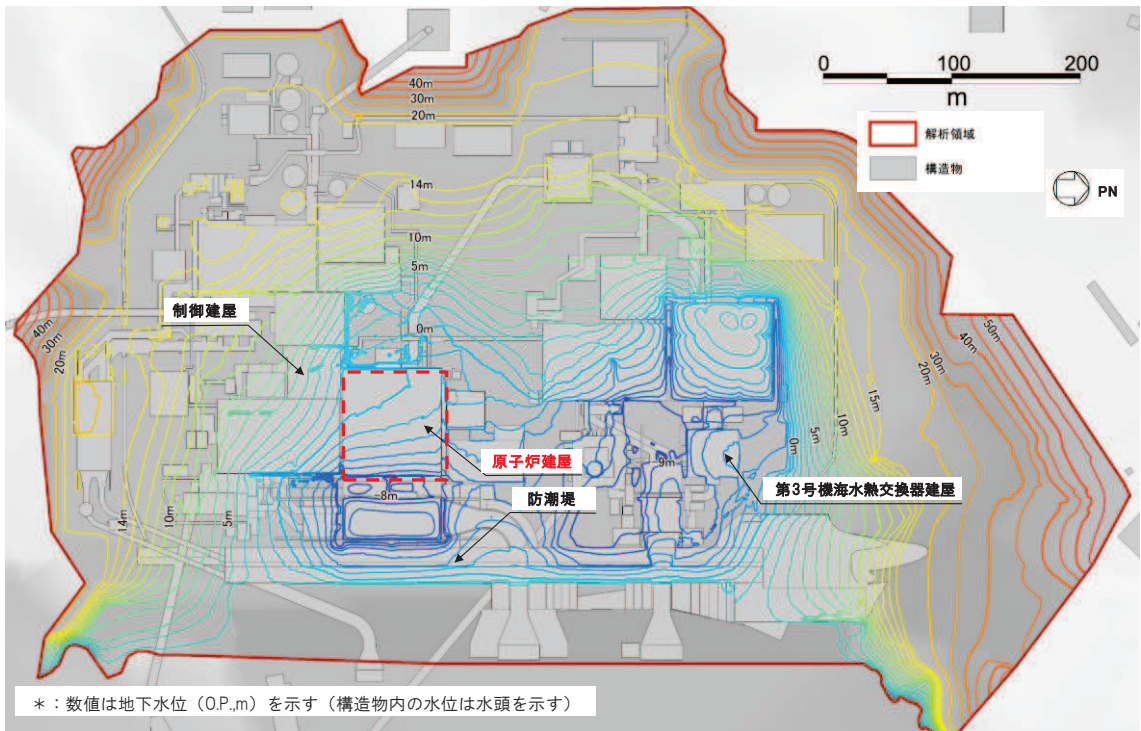 0 100 200
m
解析領域
構造物
PN
40m
30m
20m
14m
10m
5m
0m
制御建屋
40m
30m
20m
原子炉建屋
防潮堤
-8m
-9m
第3号機海水熱交換器建屋
14m
10m
5m
0m
5m
10m
15m
20m
30m
40m
50m
＊：数値は地下水位（O.P.,m）を示す（構造物内の水位は水頭を示す）